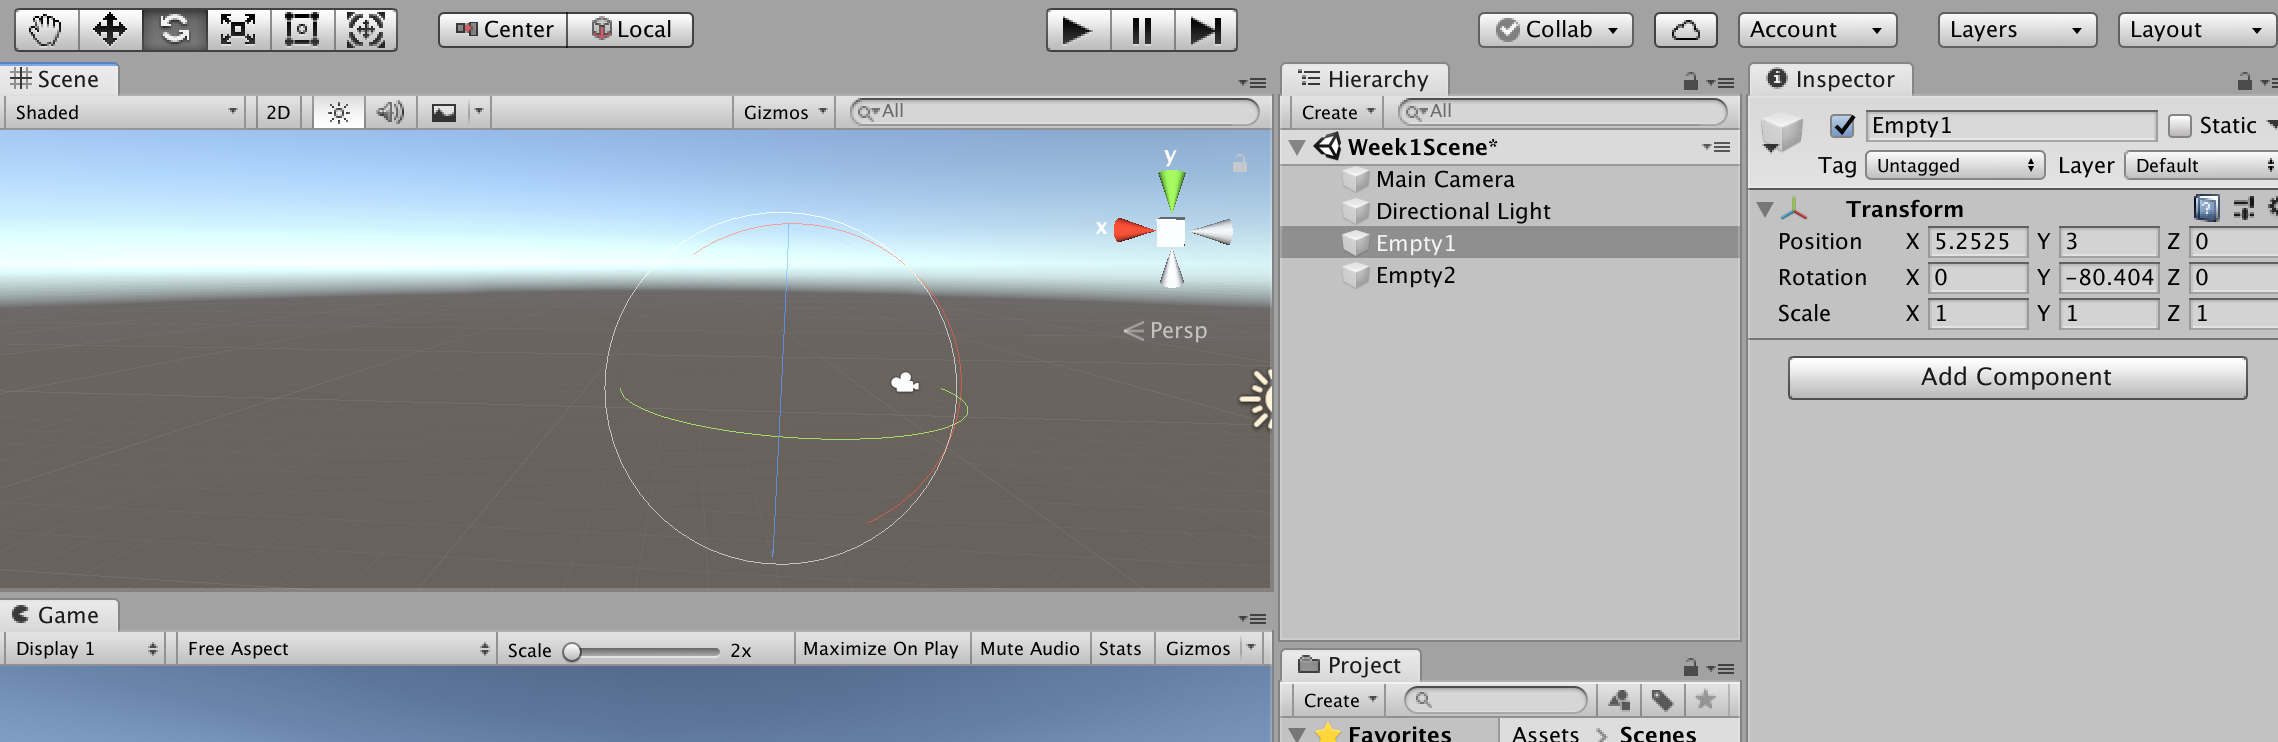 Center Local Collab Account Layers Layout
Scene
Shaded 2D Gizmos All
y
x
Persp
Game
Display 1 Free Aspect Scale 2x Maximize On Play Mute Audio Stats Gizmos
Hierarchy
Create All
Week1Scene*
Main Camera
Directional Light
Empty1
Empty2
Project
Create
Favorites Assets > Scenes
Inspector
Empty1 Static
Tag Untagged Layer Default
Transform
Position X 5.2525 Y 3 Z 0
Rotation X 0 Y -80.404 Z 0
Scale X 1 Y 1 Z 1
Add Component